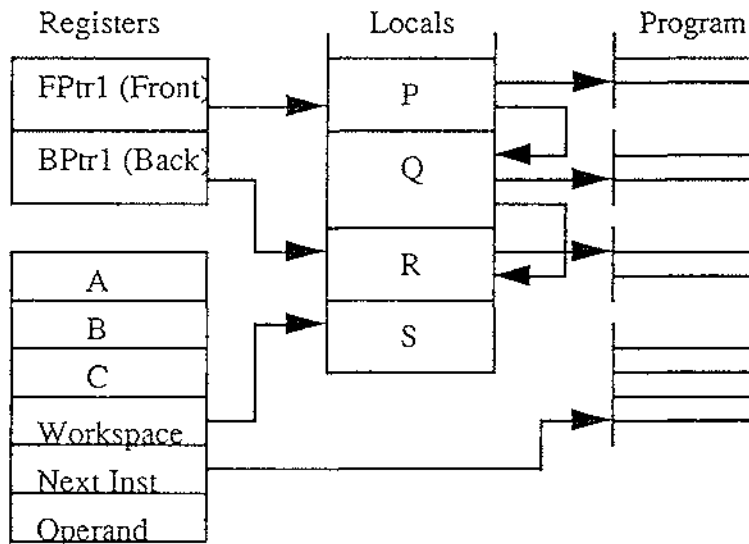 Registers
Locals
Program
FPtr1 (Front)
BPtr1 (Back)
P
Q
R
S
A
B
C
Workspace
Next Inst
Operand